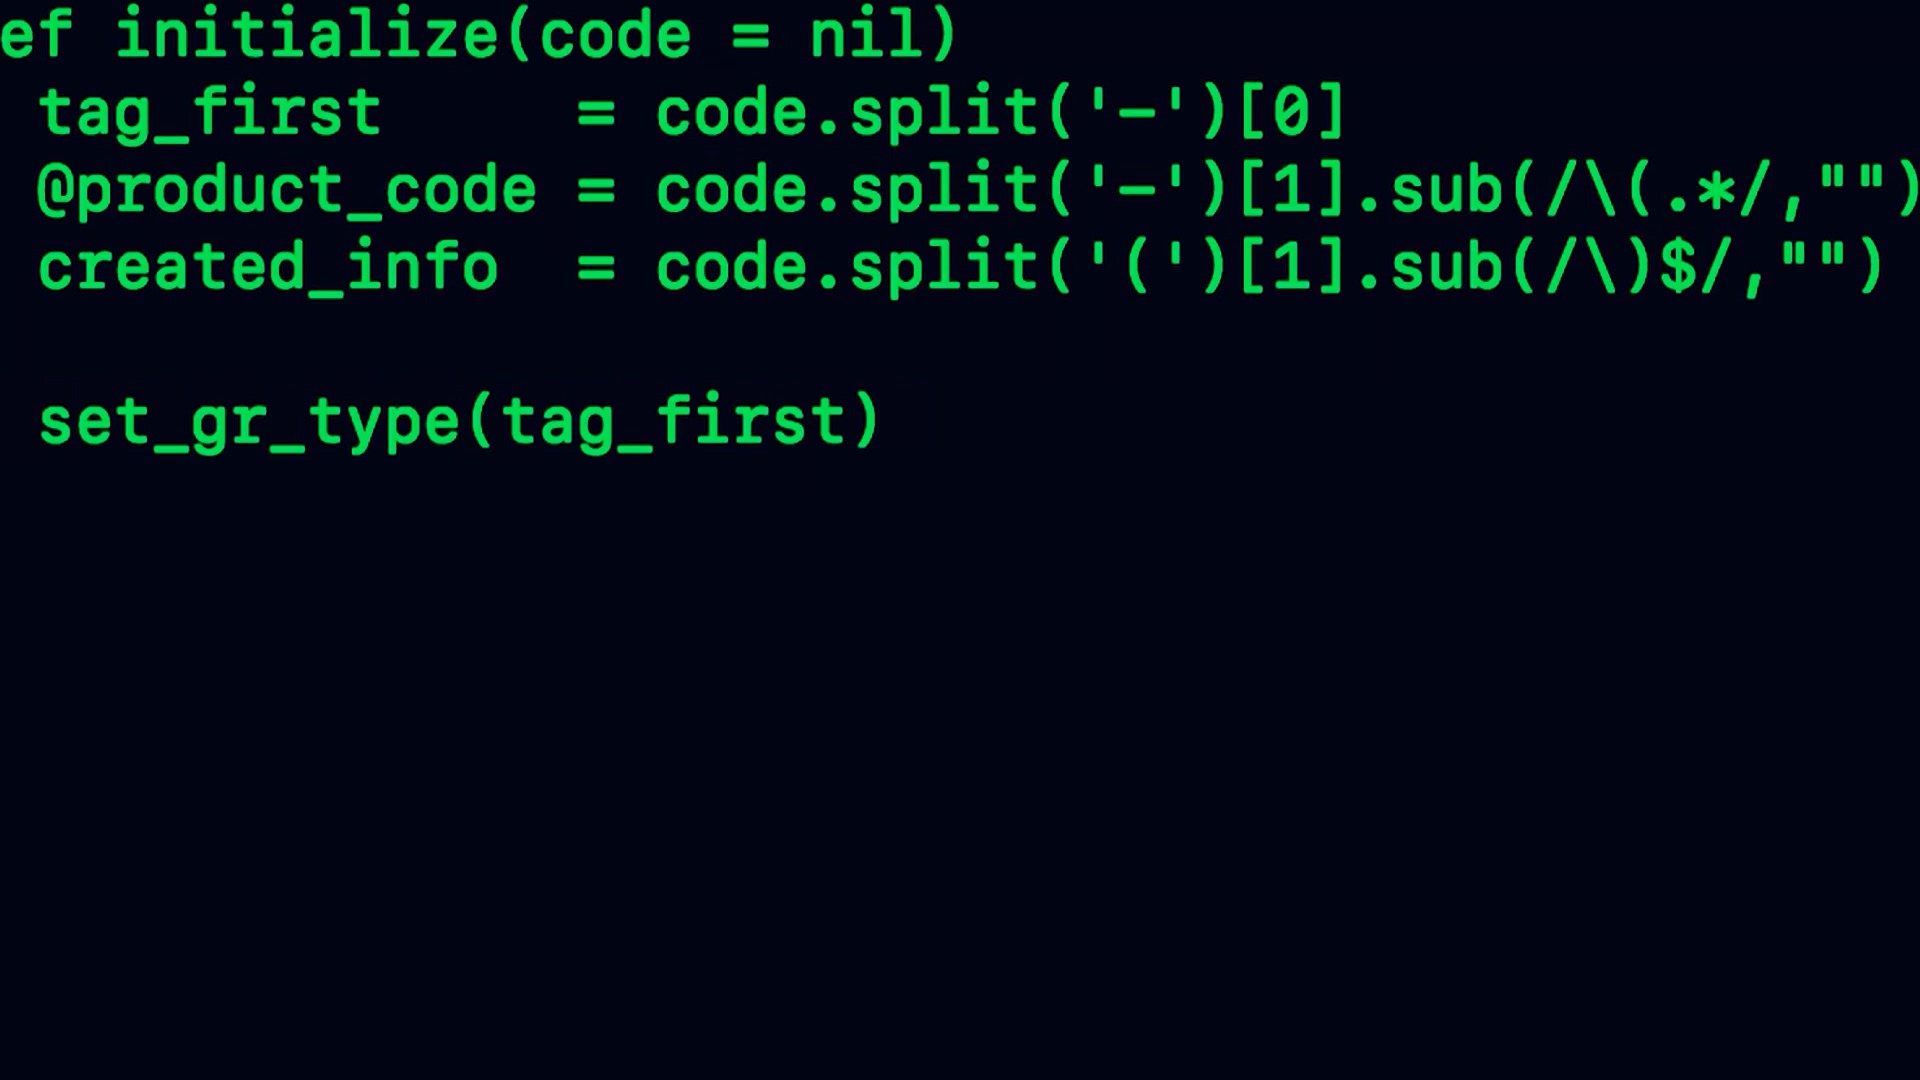 ef initialize(code = nil)
tag_first = code.split('-')[0]
@product_code = code.split('-')[1].sub(/\(.*/,"")
created_info = code.split('(')[1].sub(/\)$/,"")
set_gr_type(tag_first)